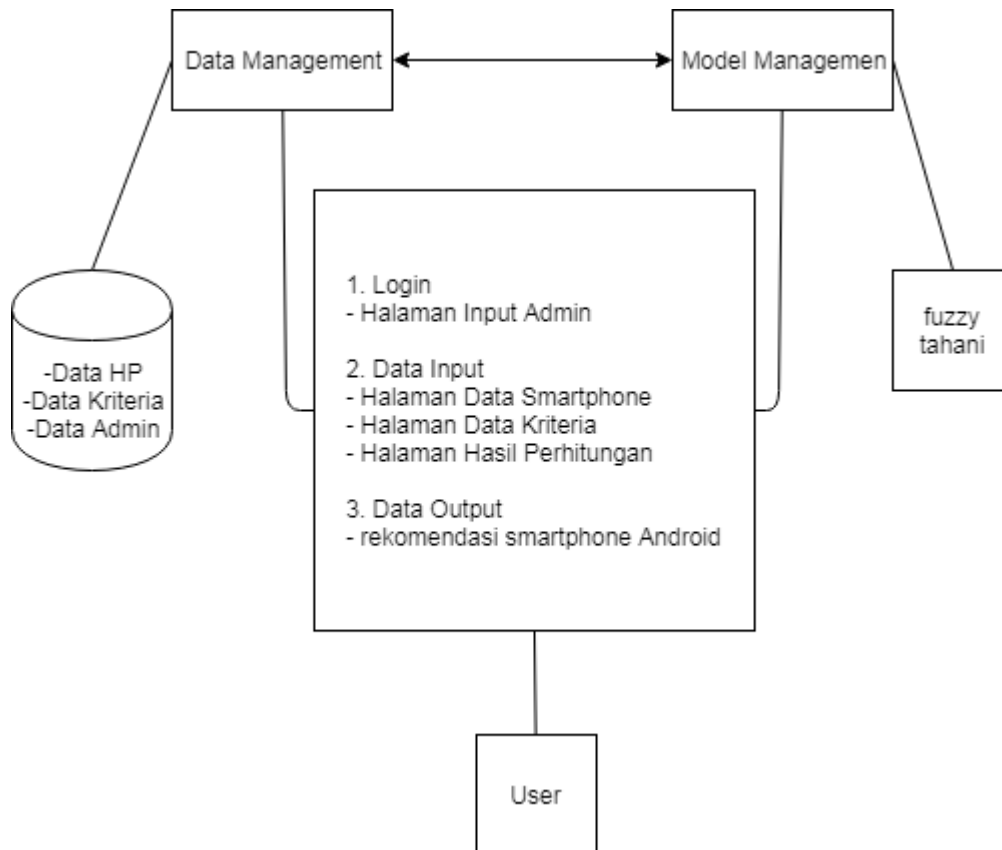 Data Management
Model Managemen
1. Login
- Halaman Input Admin
2. Data Input
- Halaman Data Smartphone
- Halaman Data Kriteria
- Halaman Hasil Perhitungan
3. Data Output
- rekomendasi smartphone Android
-Data HP
-Data Kriteria
-Data Admin
fuzzy
tahani
User